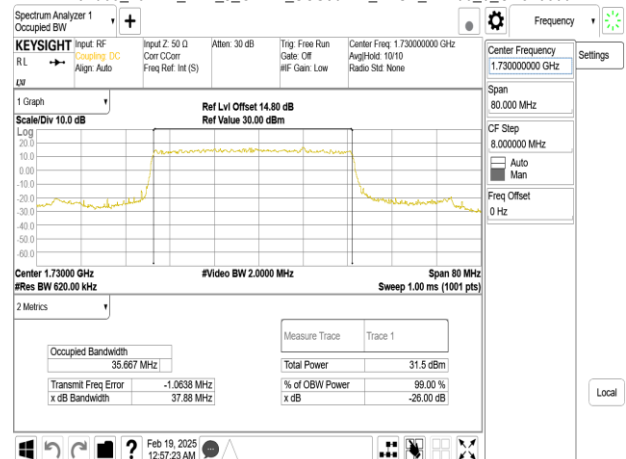 Spectrum Analyzer 1
Occupied BW
Frequency
KEYSIGHT
RL
LXI
Input: RF
Coupling: DC
Align: Auto
Input Z: 50 Ω
Corr CCorr
Freq Ref: Int (S)
Atten: 30 dB
Trig: Free Run
Gate: Off
#IF Gain: Low
Center Freq: 1.730000000 GHz
Avg|Hold: 10/10
Radio Std: None
Center Frequency
1.730000000 GHz
Settings
Span
80.000 MHz
CF Step
8.000000 MHz
Auto
Man
Freq Offset
0 Hz
1 Graph
Ref Lvl Offset 14.80 dB
Scale/Div 10.0 dB
Ref Value 30.00 dBm
Log
20.0
10.0
0.00
-10.0
-20.0
-30.0
-40.0
-50.0
-60.0
Center 1.73000 GHz
#Video BW 2.0000 MHz
Span 80 MHz
#Res BW 620.00 kHz
Sweep 1.00 ms (1001 pts)
2 Metrics
Measure Trace Trace 1
Occupied Bandwidth
35.667 MHz
Total Power 31.5 dBm
Transmit Freq Error -1.0638 MHz
% of OBW Power 99.00 %
x dB Bandwidth 37.88 MHz
x dB -26.00 dB
Local
Feb 19, 2025
12:57:23 AM